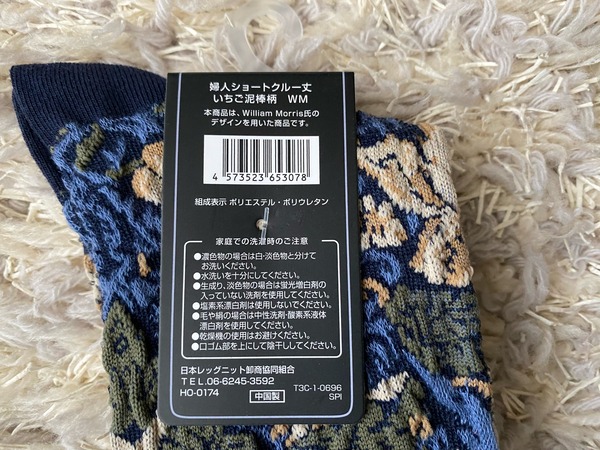 婦人ショートクルー丈
いちご泥棒柄 WM
本商品は、William Morris氏の
デザインを用いた商品です。
4 573523 653078
組成表示 ポリエステル・ポリウレタン
家庭での洗濯時のご注意
●濃色物の場合は白・淡色物と分けて
お洗いください。
●水洗いを十分にしてください。
●生成り、淡色物の場合は蛍光増白剤の
入っていない洗剤を使用してください。
●塩素系漂白剤は使用しないでください。
●毛や絹の場合は中性洗剤・酸素系液体
漂白剤を使用してください。
●乾燥機の使用はお避けください。
●口ゴム部を上にして陰干ししてください。
日本レッグニット卸商協同組合
TEL.06-6245-3592
HO-0174
中国製
T3C-1-0696
SPI